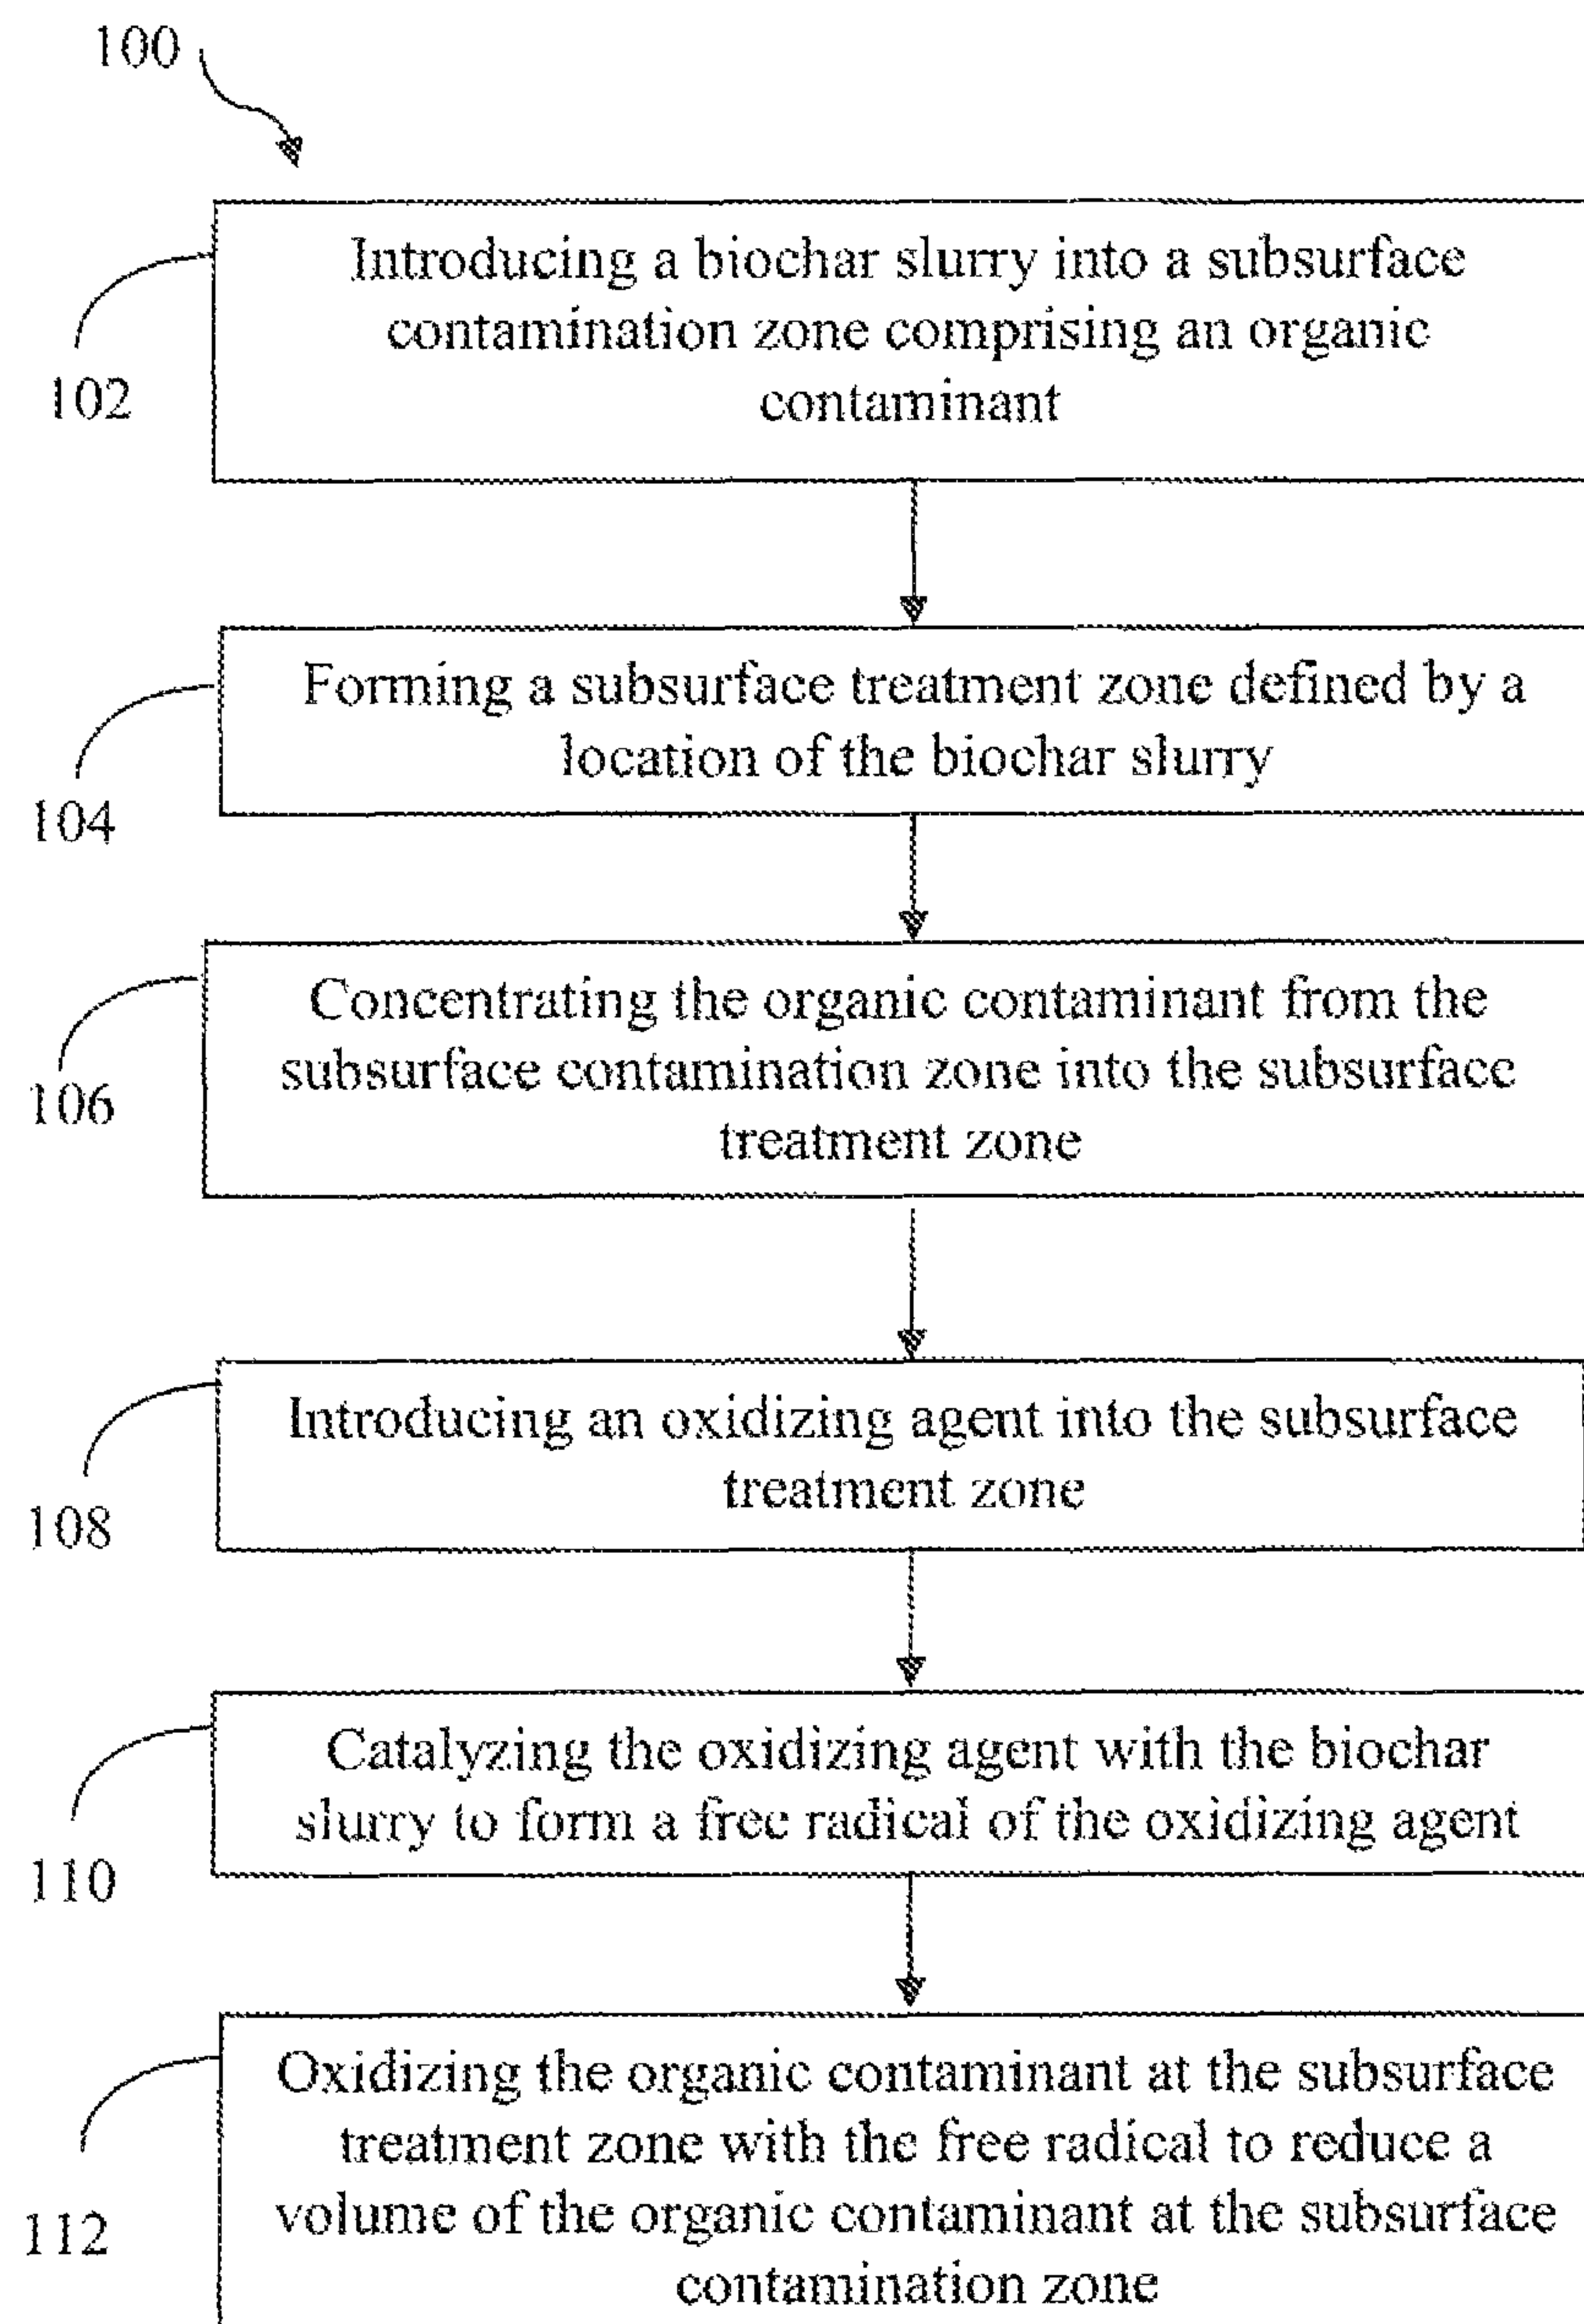 100
Introducing a biochar slurry into a subsurface
contamination zone comprising an organic
contaminant
102
Forming a subsurface treatment zone defined by a
location of the biochar slurry
104
Concentrating the organic contaminant from the
subsurface contamination zone into the subsurface
treatment zone
106
Introducing an oxidizing agent into the subsurface
treatment zone
108
Catalyzing the oxidizing agent with the biochar
slurry to form a free radical of the oxidizing agent
110
Oxidizing the organic contaminant at the subsurface
treatment zone with the free radical to reduce a
volume of the organic contaminant at the subsurface
contamination zone
112